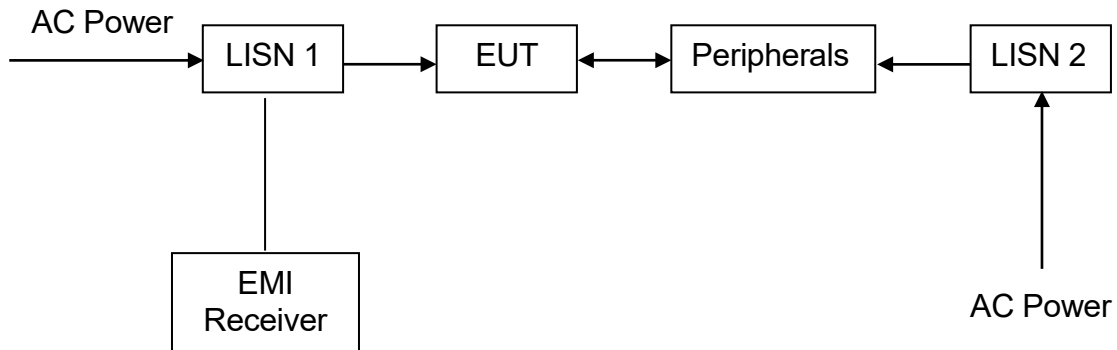 AC Power
LISN 1
EUT
Peripherals
LISN 2
EMI
Receiver
AC Power